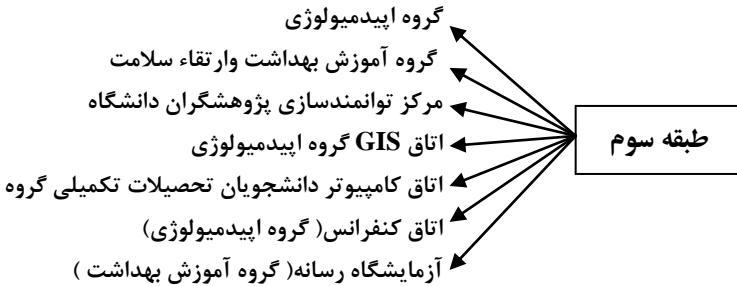 گروه اپیدمیولوژی
گروه آموزش بهداشت وارتقاء سلامت
مرکز توانمندسازی پژوهشگران دانشگاه
اتاق GIS گروه اپیدمیولوژی
طبقه سوم
اتاق کامپیوتر دانشجویان تحصیلات تکمیلی گروه
اتاق کنفرانس( گروه اپیدمیولوژی)
آزمایشگاه رسانه( گروه آموزش بهداشت )